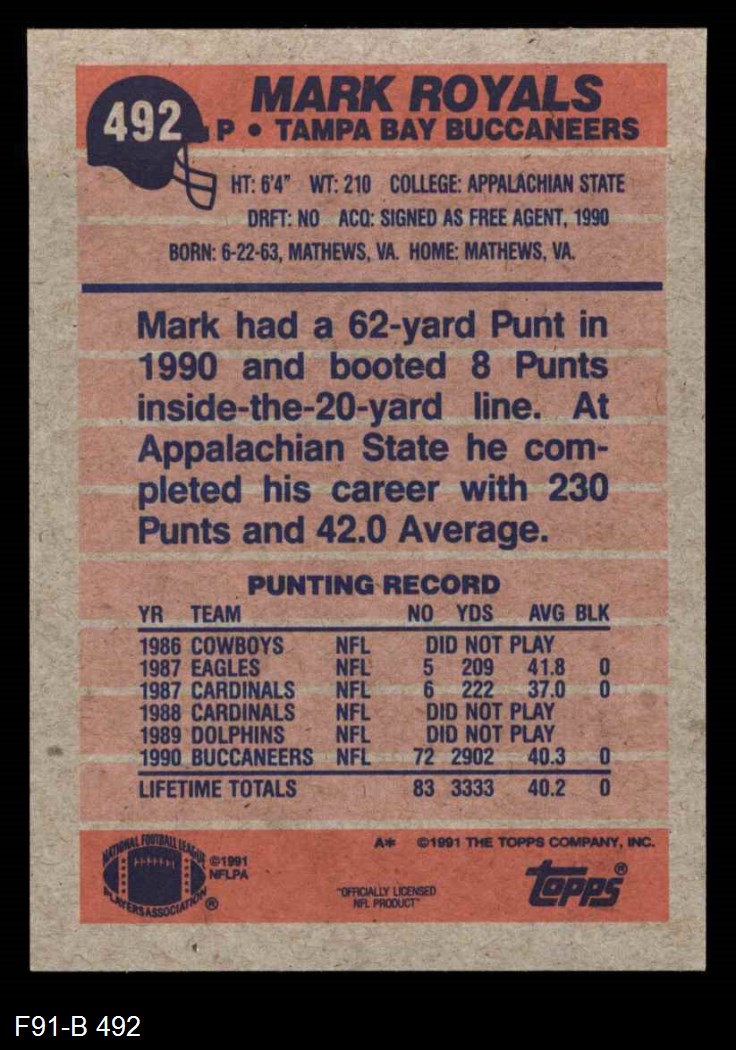 492
MARK ROYALS
P • TAMPA BAY BUCCANEERS
HT: 6'4" WT: 210 COLLEGE: APPALACHIAN STATE
DRFT: NO ACQ: SIGNED AS FREE AGENT, 1990
BORN: 6-22-63, MATHEWS, VA. HOME: MATHEWS, VA.
Mark had a 62-yard Punt in
1990 and booted 8 Punts
inside-the-20-yard line. At
Appalachian State he com-
pleted his career with 230
Punts and 42.0 Average.
PUNTING RECORD
YR TEAM NO YDS AVG BLK
1986 COWBOYS NFL DID NOT PLAY
1987 EAGLES NFL 5 209 41.8 0
1987 CARDINALS NFL 6 222 37.0 0
1988 CARDINALS NFL DID NOT PLAY
1989 DOLPHINS NFL DID NOT PLAY
1990 BUCCANEERS NFL 72 2902 40.3 0
LIFETIME TOTALS 83 3333 40.2 0
A* ©1991 THE TOPPS COMPANY, INC.
NATIONAL FOOTBALL LEAGUE
PLAYERS ASSOCIATION ®
©1991
NFLPA
"OFFICIALLY LICENSED
NFL PRODUCT"
topps®
F91-B 492